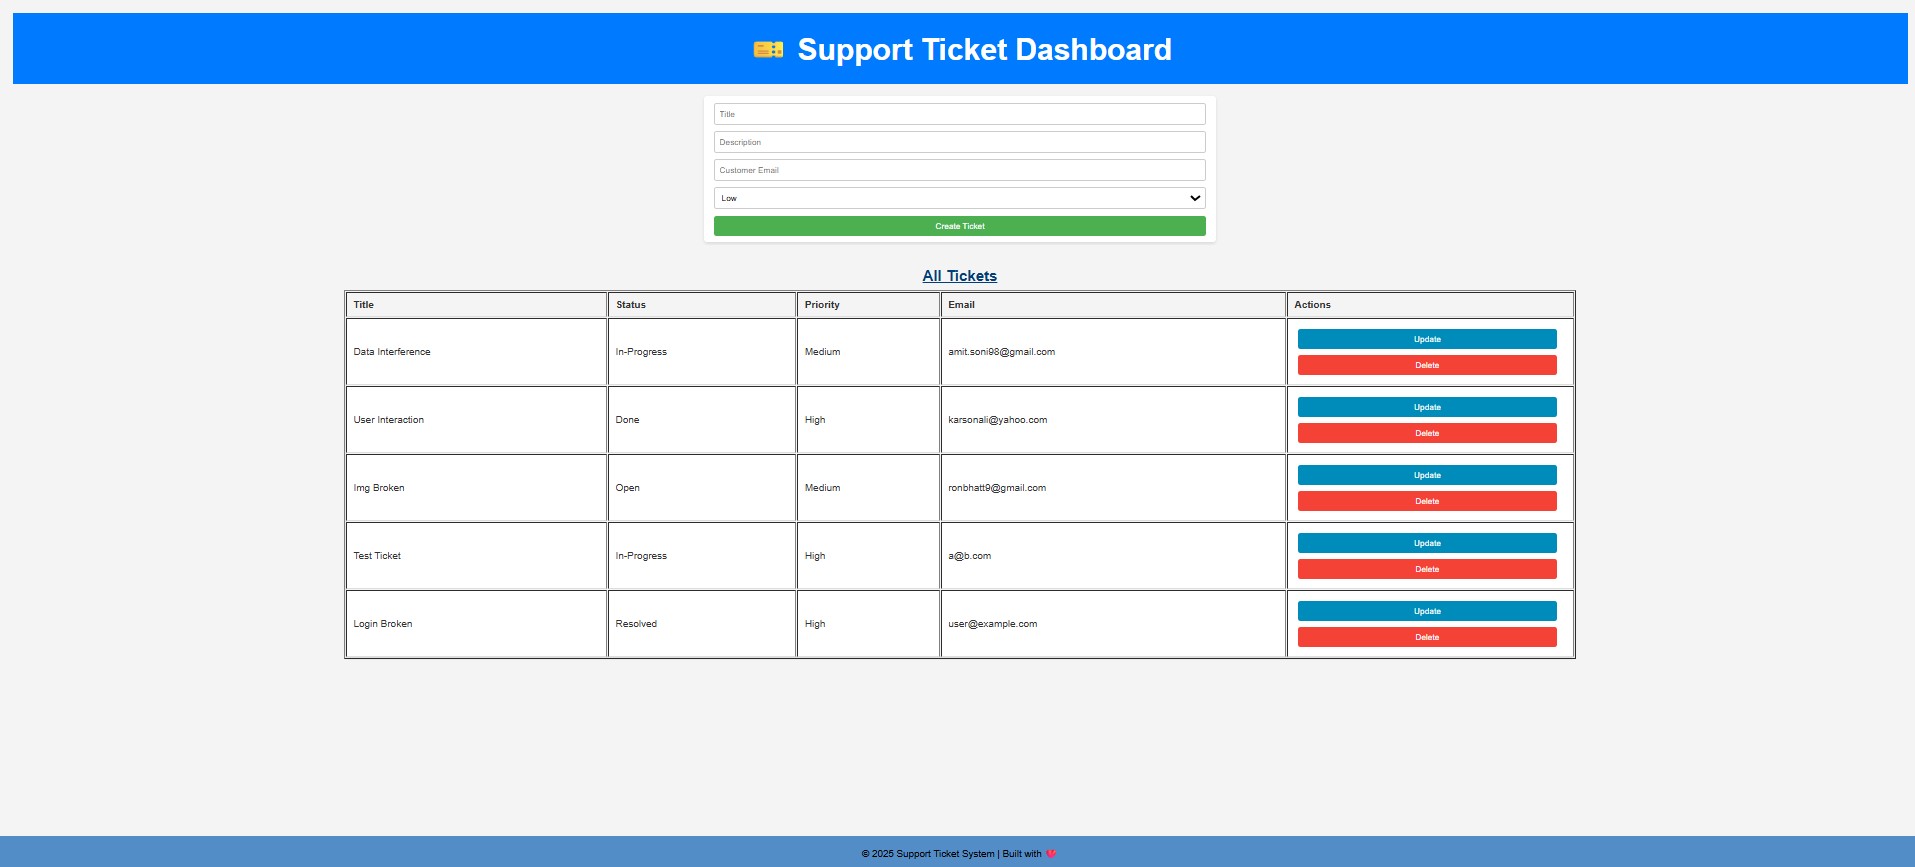 🎫 Support Ticket Dashboard
Title
Description
Customer Email
Low
Create Ticket
All Tickets
Title Status Priority Email Actions
Data Interference In-Progress Medium amit.soni98@gmail.com Update
Delete
User Interaction Done High karsonali@yahoo.com Update
Delete
Img Broken Open Medium ronbhatt9@gmail.com Update
Delete
Test Ticket In-Progress High a@b.com Update
Delete
Login Broken Resolved High user@example.com Update
Delete
© 2025 Support Ticket System | Built with ❤️